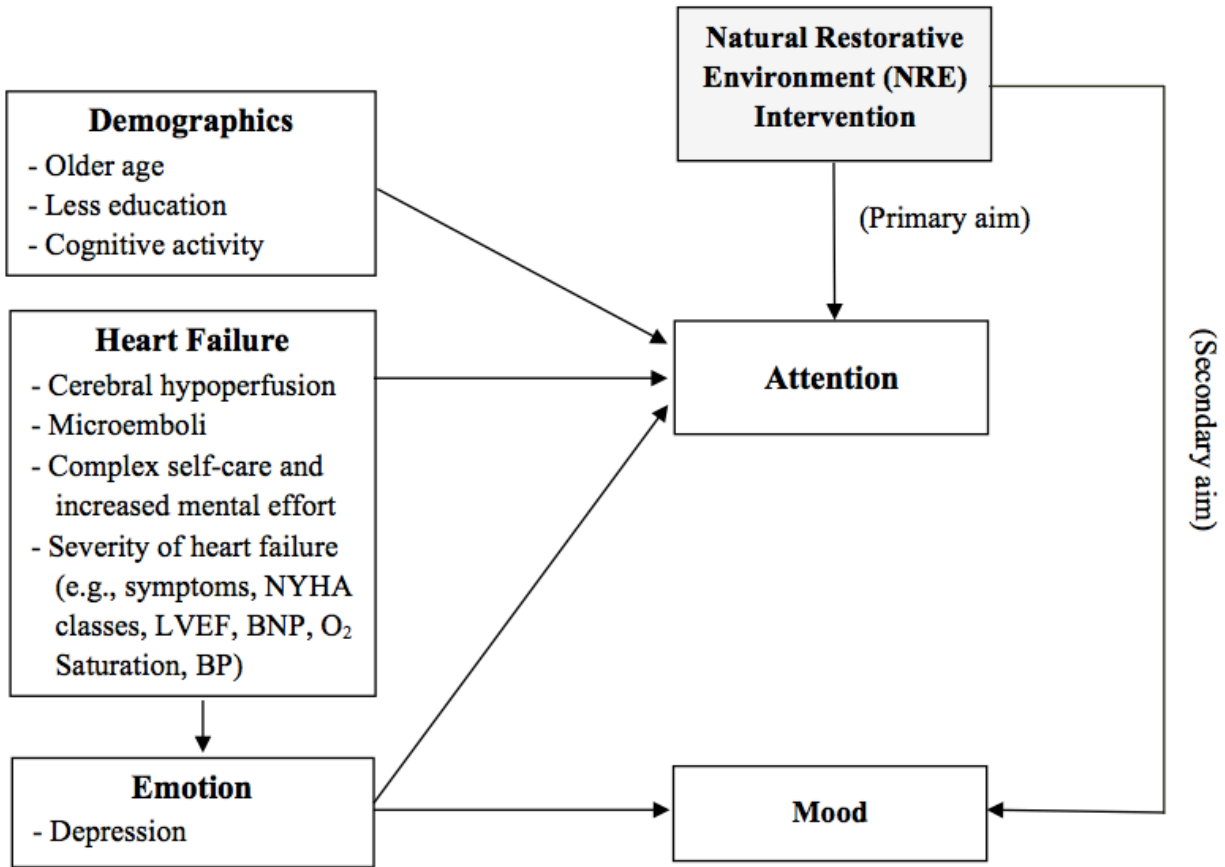 Natural Restorative
Environment (NRE)
Intervention
Demographics
- Older age
- Less education
- Cognitive activity
(Primary aim)
Heart Failure
- Cerebral hypoperfusion
- Microemboli
- Complex self-care and
increased mental effort
- Severity of heart failure
(e.g., symptoms, NYHA
classes, LVEF, BNP, O₂
Saturation, BP)
Attention
(Secondary aim)
Emotion
- Depression
Mood